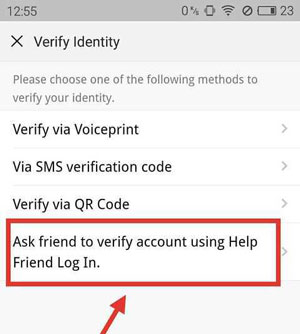 12:55 0% 23
Verify Identity
Please choose one of the following methods to
verify your identity.
Verify via Voiceprint
Via SMS verification code
Verify via QR Code
Ask friend to verify account using Help
Friend Log In.